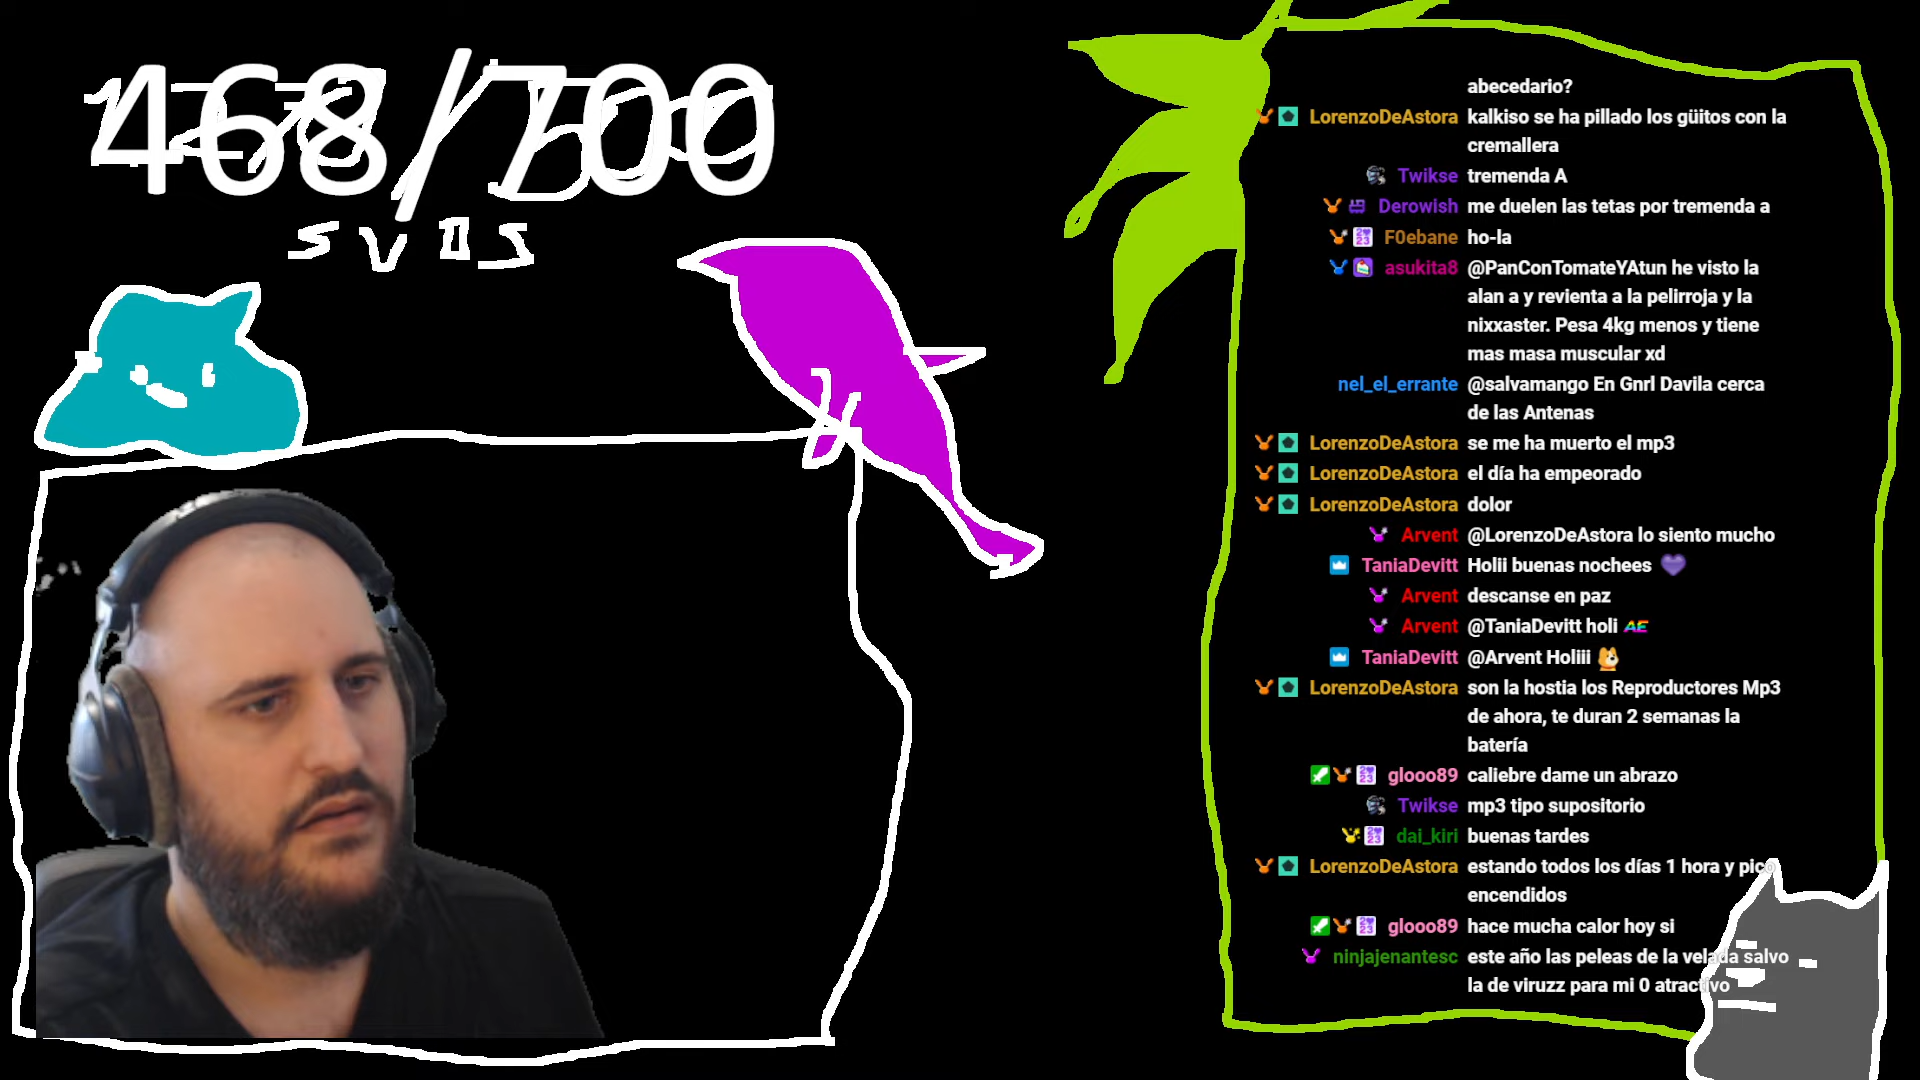 468/700
SUBS
abecedario?
LorenzoDeAstora kalkiso se ha pillado los güitos con la
cremallera
Twikse tremenda A
Derowish me duelen las tetas por tremenda a
F0ebane ho-la
asukita8 @PanConTomateYAtun he visto la
alan a y revienta a la pelirroja y la
nixxaster. Pesa 4kg menos y tiene
mas masa muscular xd
nel_el_errante @salvamango En Gnrl Davila cerca
de las Antenas
LorenzoDeAstora se me ha muerto el mp3
LorenzoDeAstora el día ha empeorado
LorenzoDeAstora dolor
Arvent @LorenzoDeAstora lo siento mucho
TaniaDevitt Holii buenas nochees
Arvent descanse en paz
Arvent @TaniaDevitt holi AE
TaniaDevitt @Arvent Holiii
LorenzoDeAstora son la hostia los Reproductores Mp3
de ahora, te duran 2 semanas la
batería
glooo89 caliebre dame un abrazo
Twikse mp3 tipo supositorio
dai_kiri buenas tardes
LorenzoDeAstora estando todos los días 1 hora y pico
encendidos
glooo89 hace mucha calor hoy si
ninjajenantesc este año las peleas de la velada salvo
la de viruzz para mi 0 atractivo